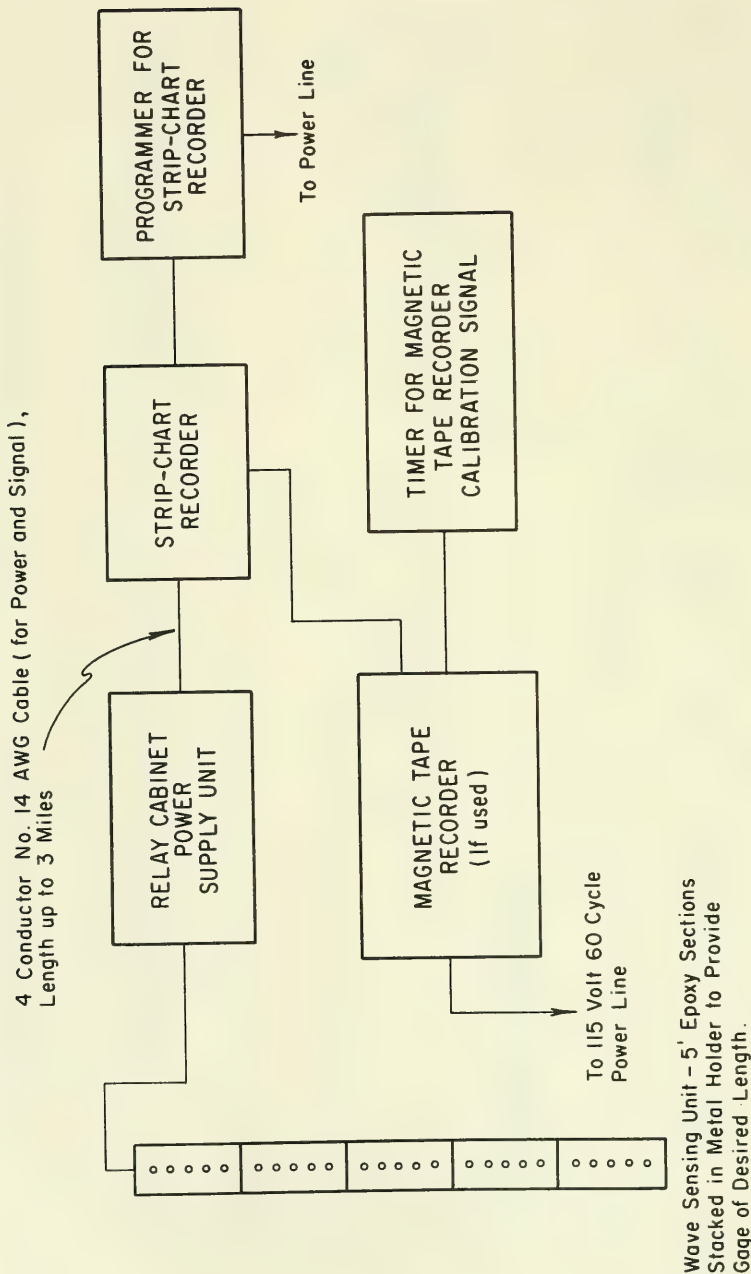 4 Conductor No. 14 AWG Cable ( for Power and Signal ),
Length up to 3 Miles
RELAY CABINET
POWER
SUPPLY UNIT
STRIP-CHART
RECORDER
PROGRAMMER FOR
STRIP-CHART
RECORDER
To Power Line
MAGNETIC TAPE
RECORDER
(If used)
TIMER FOR MAGNETIC
TAPE RECORDER
CALIBRATION SIGNAL
To 115 Volt 60 Cycle
Power Line
Wave Sensing Unit – 5' Epoxy Sections
Stacked in Metal Holder to Provide
Gage of Desired Length.